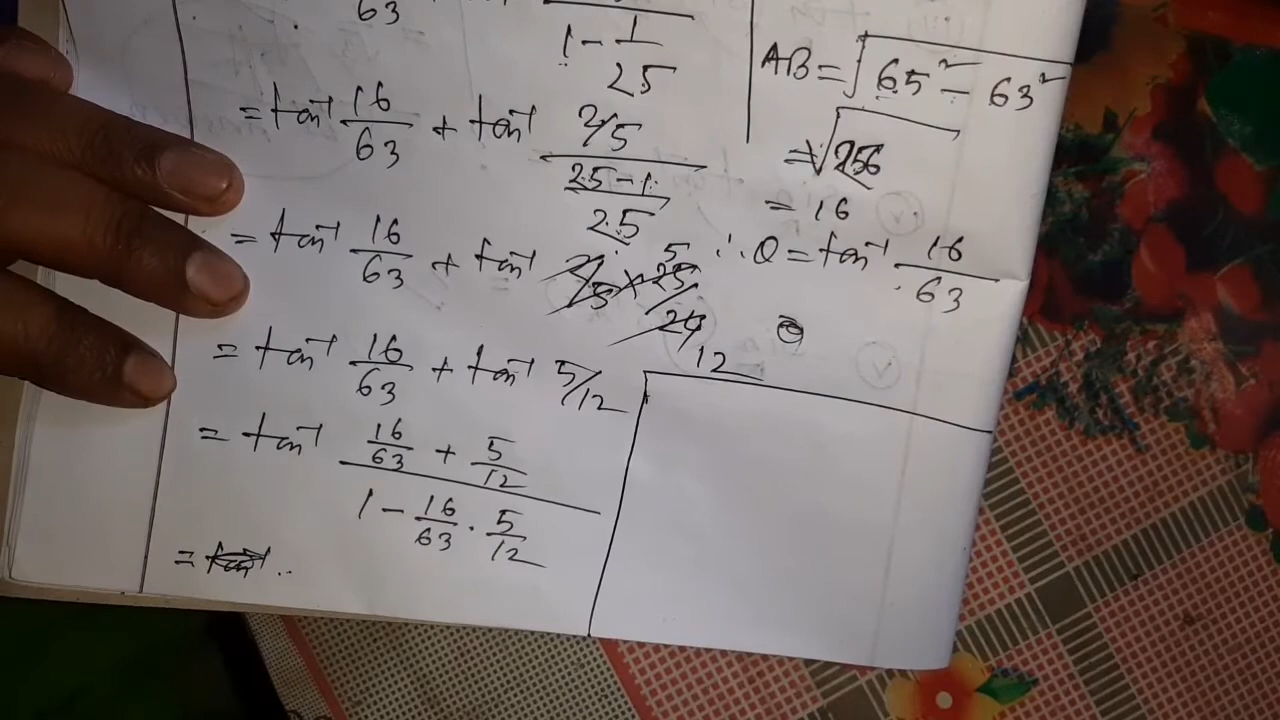 63
1 - 1/25
= tan⁻¹ 16/63 + tan⁻¹ (2/5)/((25-1)/25)
= tan⁻¹ 16/63 + tan⁻¹ 2/5 × 25/24 5 12
= tan⁻¹ 16/63 + tan⁻¹ 5/12
= tan⁻¹ (16/63 + 5/12)/(1 - 16/63 · 5/12)
= tan⁻¹ ..
AB = √(65² - 63²)
= √256
= 16
∴ θ = tan⁻¹ 16/63
θ